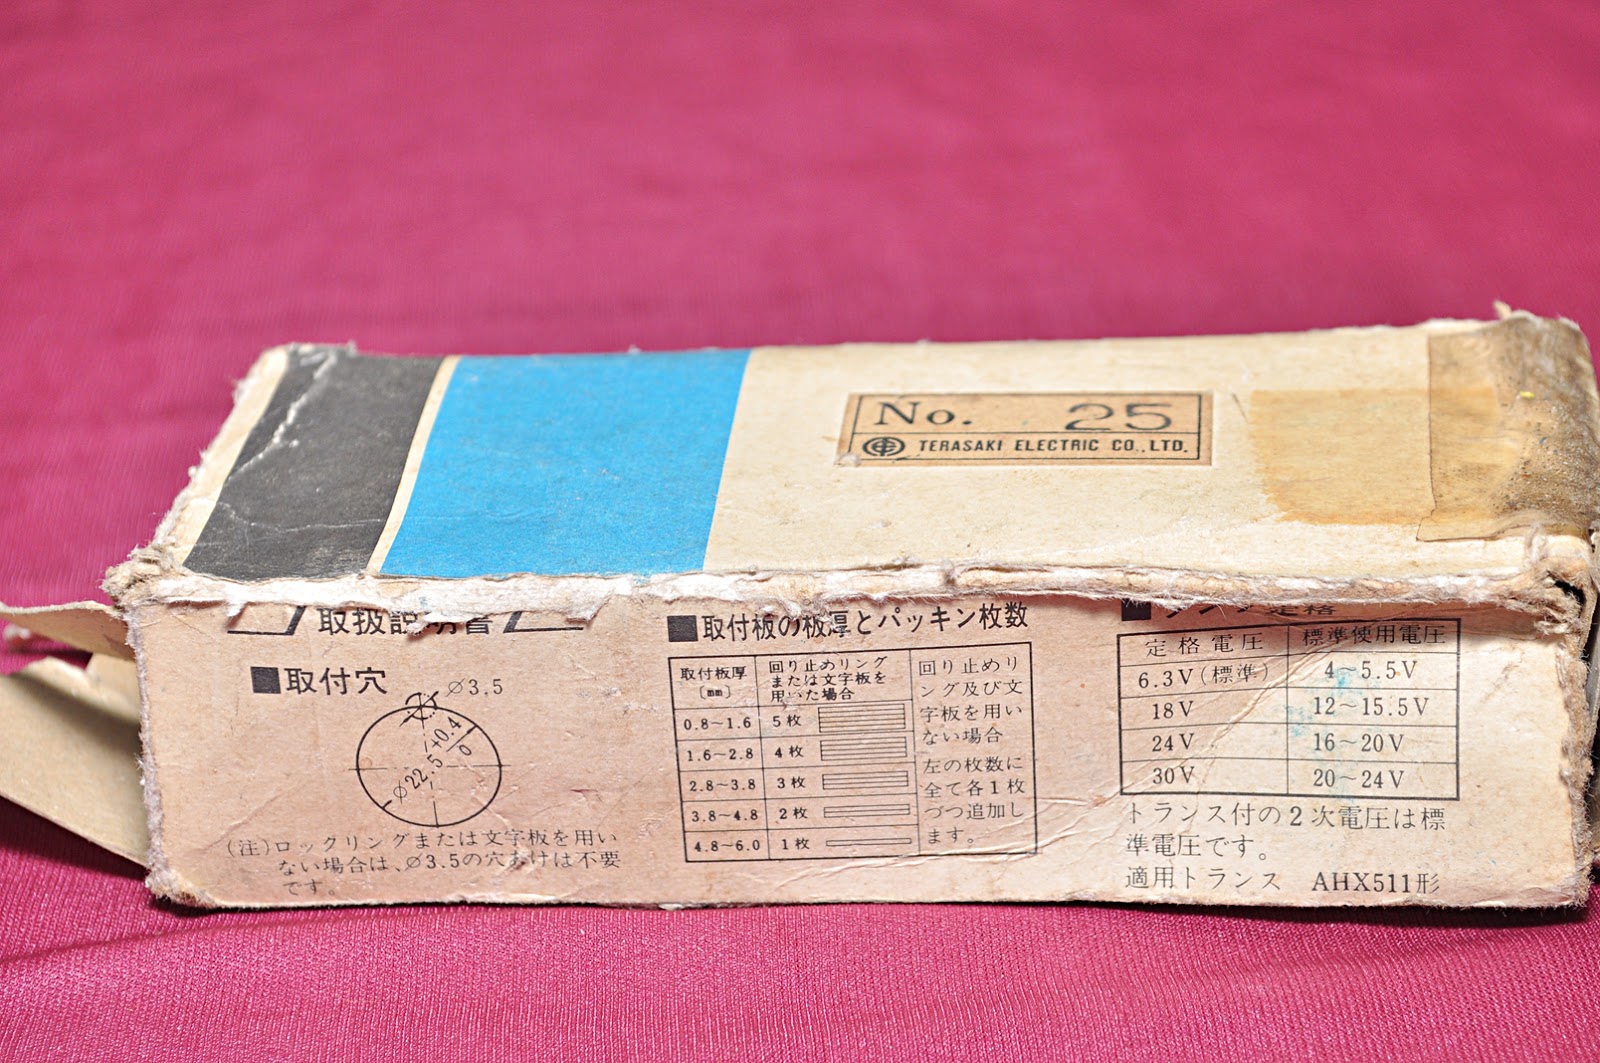 No. 25
TERASAKI ELECTRIC CO.,LTD.
取扱説明書
■取付穴
∅3.5
∅22.5 +0.4
0
(注)ロックリングまたは文字板を用い
ない場合は、∅3.5の穴あけは不要
です。
■取付板の板厚とパッキン枚数
取付板厚
[mm]
回り止めリング
または文字板を
用いた場合
0.8~1.6 5枚
1.6~2.8 4枚
2.8~3.8 3枚
3.8~4.8 2枚
4.8~6.0 1枚
回り止めリ
ング及び文
字板を用い
ない場合
左の枚数に
全て各1枚
づつ追加し
ます。
■ランプ定格
定格電圧 標準使用電圧
6.3V(標準) 4~5.5V
18V 12~15.5V
24V 16~20V
30V 20~24V
トランス付の2次電圧は標
準電圧です。
適用トランス AHX511形